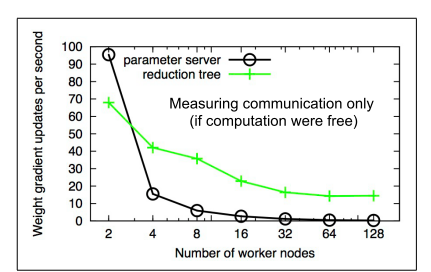 100
90
80
70
60
50
40
30
20
10
0
Weight gradient updates per second
parameter server
reduction tree
Measuring communication only
(if computation were free)
2 4 8 16 32 64 128
Number of worker nodes